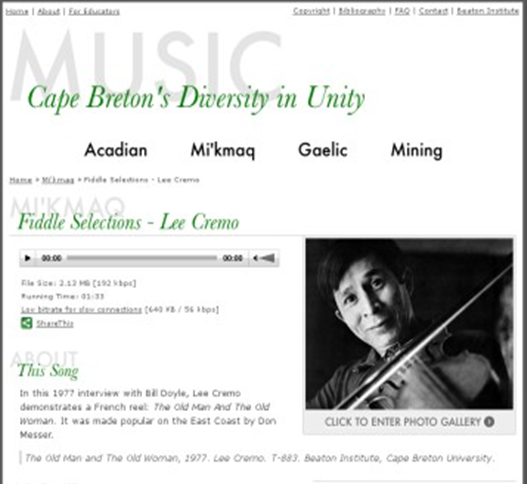 Home | About | For Educators
Copyright | Bibliography | FAQ | Contact | Beaton Institute
MUSIC
Cape Breton's Diversity in Unity
Acadian Mi'kmaq Gaelic Mining
Home » Mi'kmaq » Fiddle Selections - Lee Cremo
MI'KMAQ
Fiddle Selections - Lee Cremo
00:00 00:00
File Size: 2.13 MB [192 kbps]
Running Time: 01:33
Low bitrate for slow connections [640 KB / 56 kbps]
ShareThis
CLICK TO ENTER PHOTO GALLERY
ABOUT
This Song
In this 1977 interview with Bill Doyle, Lee Cremo
demonstrates a French reel: The Old Man And The Old
Woman. It was made popular on the East Coast by Don
Messer.
The Old Man and The Old Woman, 1977. Lee Cremo. T-883. Beaton Institute, Cape Breton University.